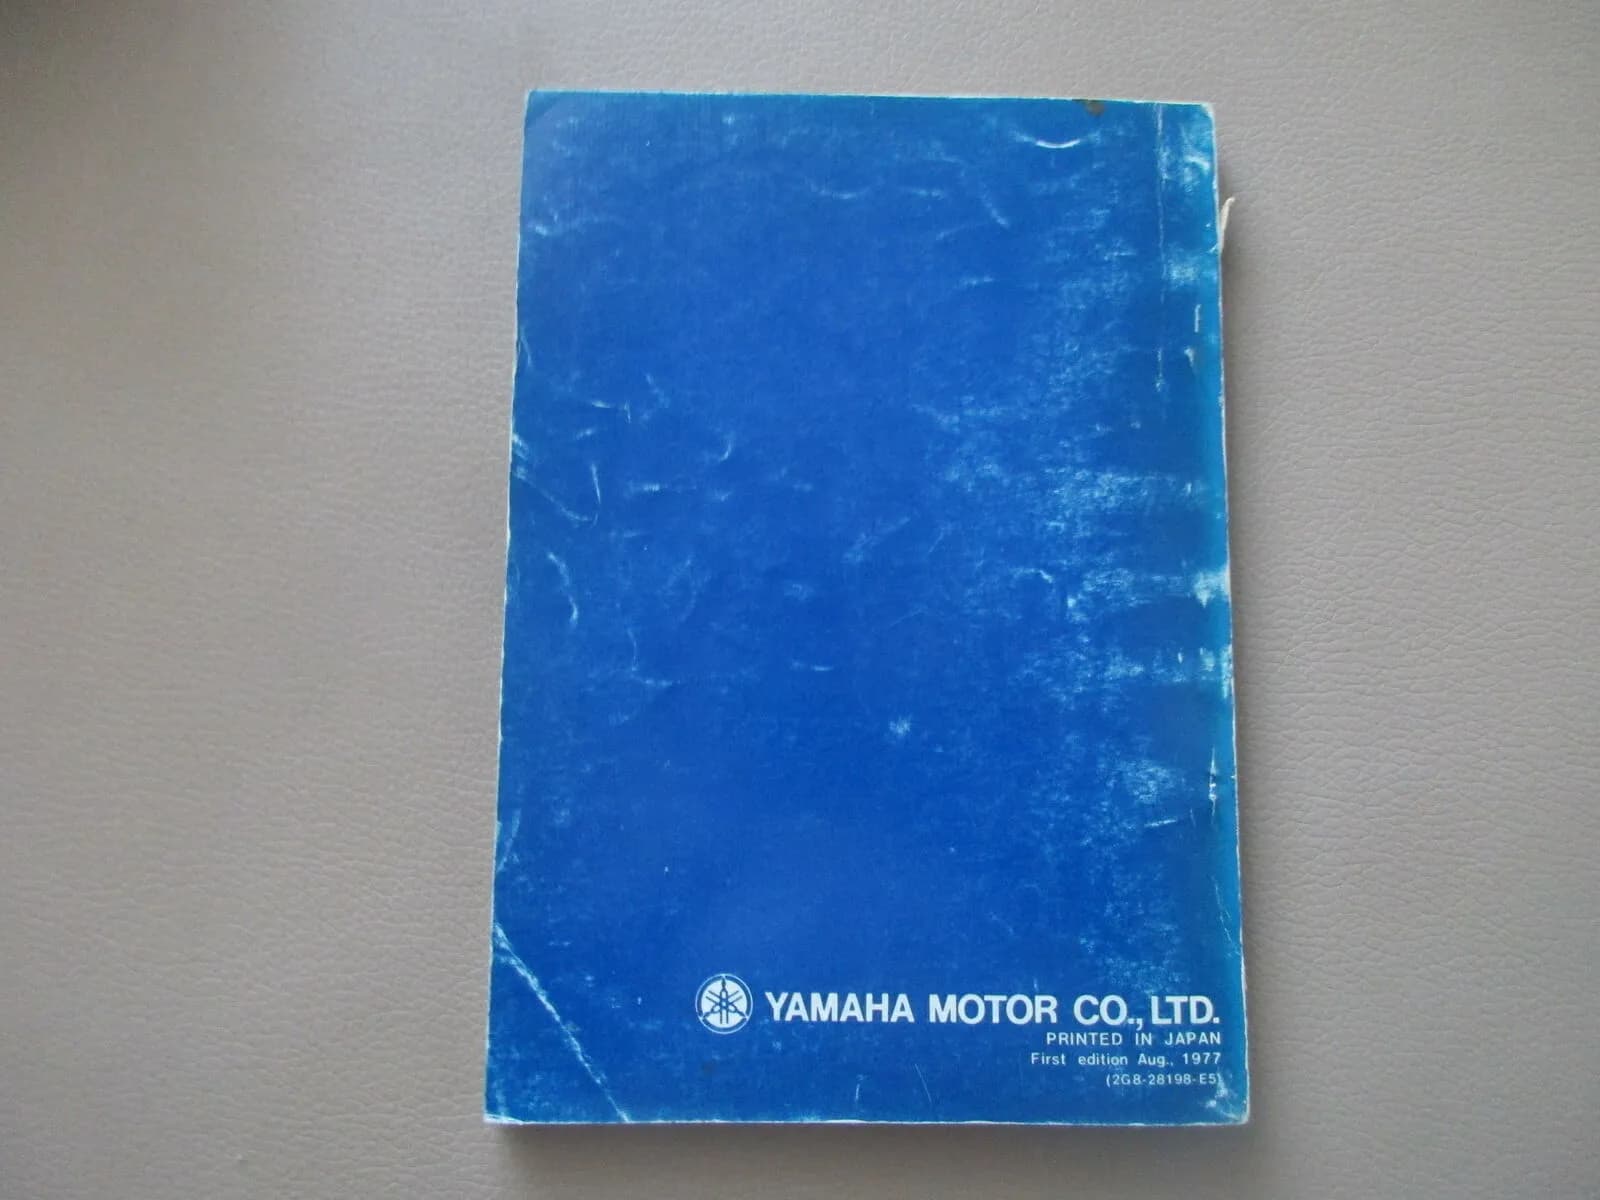 YAMAHA MOTOR CO., LTD.
PRINTED IN JAPAN
First edition Aug., 1977
(2G8-28198-E5)